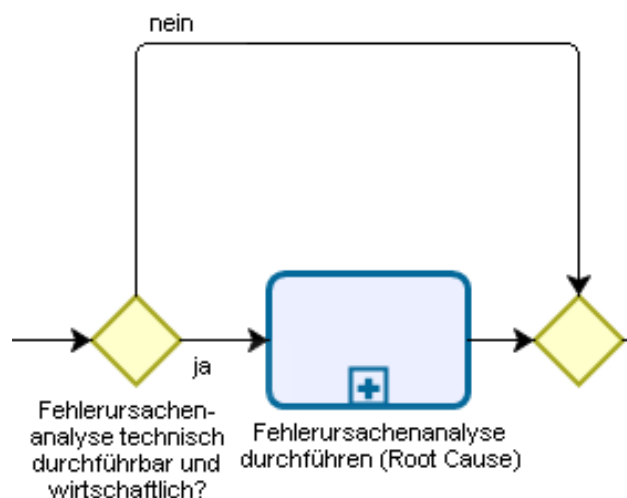 nein
ja
Fehlerursachen-
analyse technisch
durchführbar und
wirtschaftlich?
Fehlerursachenanalyse
durchführen (Root Cause)